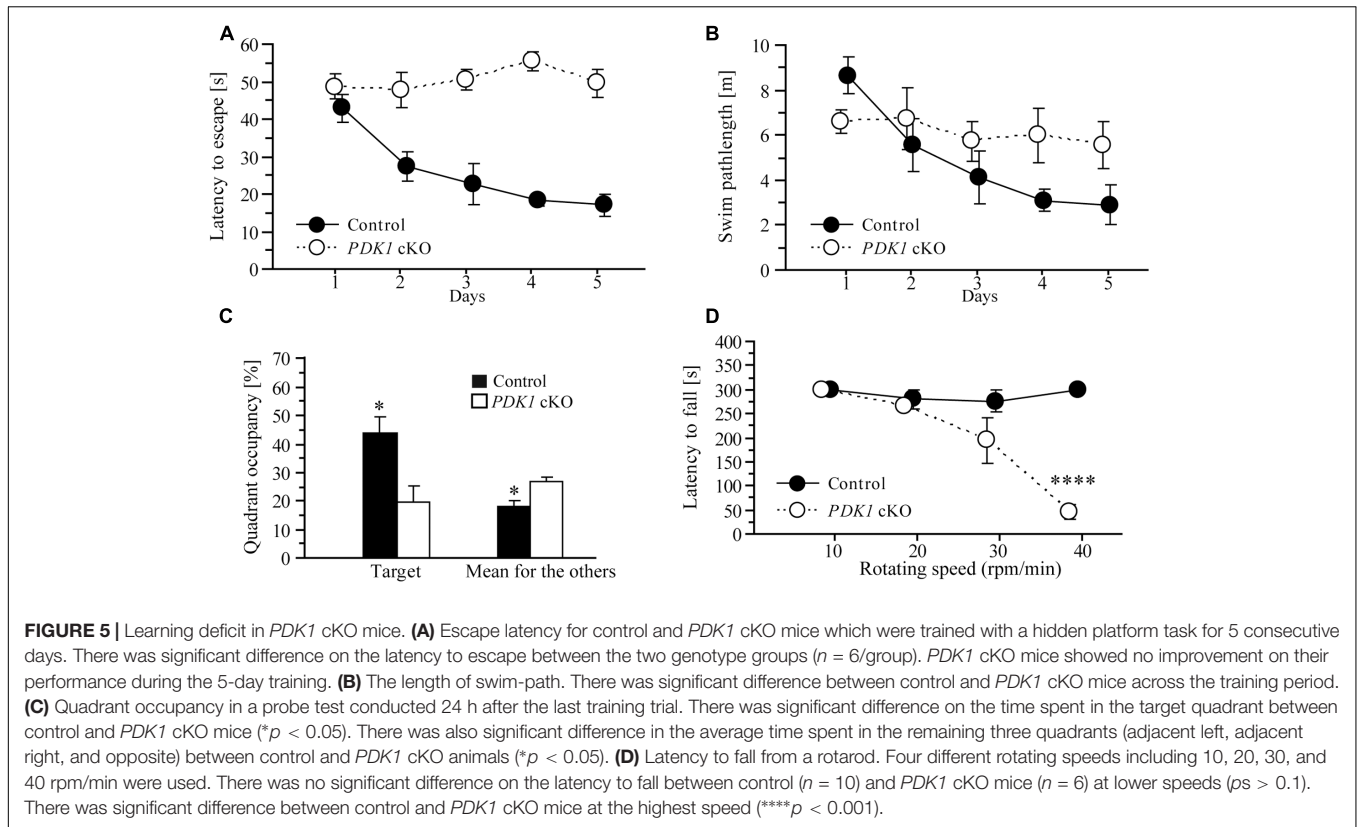 A
60
50
40
30
20
10
0
Latency to escape [s]
Control
PDK1 cKO
1 2 3 4 5
Days
B
10
8
6
4
2
0
Swim pathlength [m]
Control
PDK1 cKO
1 2 3 4 5
Days
C
70
60
50
40
30
20
10
0
Quadrant occupancy [%]
Control
PDK1 cKO
*
*
Target Mean for the others
D
400
350
300
250
200
150
100
50
0
Latency to fall [s]
Control
PDK1 cKO
****
10 20 30 40
Rotating speed (rpm/min)
FIGURE 5 | Learning deficit in PDK1 cKO mice. (A) Escape latency for control and PDK1 cKO mice which were trained with a hidden platform task for 5 consecutive
days. There was significant difference on the latency to escape between the two genotype groups (n = 6/group). PDK1 cKO mice showed no improvement on their
performance during the 5-day training. (B) The length of swim-path. There was significant difference between control and PDK1 cKO mice across the training period.
(C) Quadrant occupancy in a probe test conducted 24 h after the last training trial. There was significant difference on the time spent in the target quadrant between
control and PDK1 cKO mice (*p < 0.05). There was also significant difference in the average time spent in the remaining three quadrants (adjacent left, adjacent
right, and opposite) between control and PDK1 cKO animals (*p < 0.05). (D) Latency to fall from a rotarod. Four different rotating speeds including 10, 20, 30, and
40 rpm/min were used. There was no significant difference on the latency to fall between control (n = 10) and PDK1 cKO mice (n = 6) at lower speeds (ps > 0.1).
There was significant difference between control and PDK1 cKO mice at the highest speed (****p < 0.001).